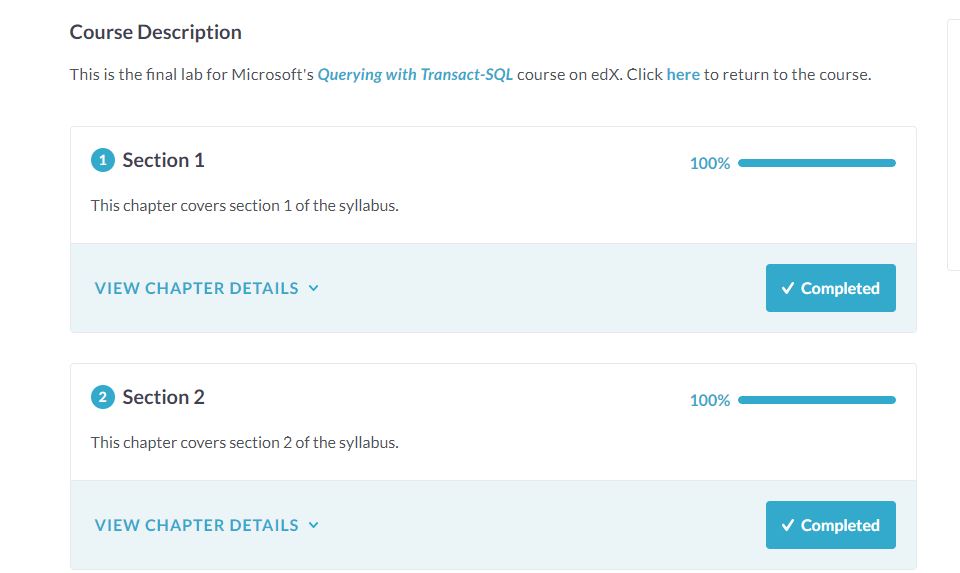 Course Description
This is the final lab for Microsoft's Querying with Transact-SQL course on edX. Click here to return to the course.
1 Section 1
100%
This chapter covers section 1 of the syllabus.
VIEW CHAPTER DETAILS
Completed
2 Section 2
100%
This chapter covers section 2 of the syllabus.
VIEW CHAPTER DETAILS
Completed